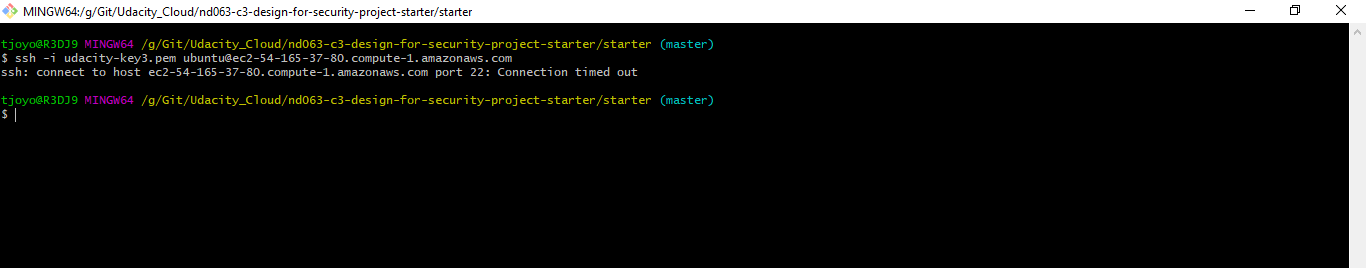 MINGW64:/g/Git/Udacity_Cloud/nd063-c3-design-for-security-project-starter/starter
tjoyo@R3DJ9 MINGW64 /g/Git/Udacity_Cloud/nd063-c3-design-for-security-project-starter/starter (master)
$ ssh -i udacity-key3.pem ubuntu@ec2-54-165-37-80.compute-1.amazonaws.com
ssh: connect to host ec2-54-165-37-80.compute-1.amazonaws.com port 22: Connection timed out
tjoyo@R3DJ9 MINGW64 /g/Git/Udacity_Cloud/nd063-c3-design-for-security-project-starter/starter (master)
$